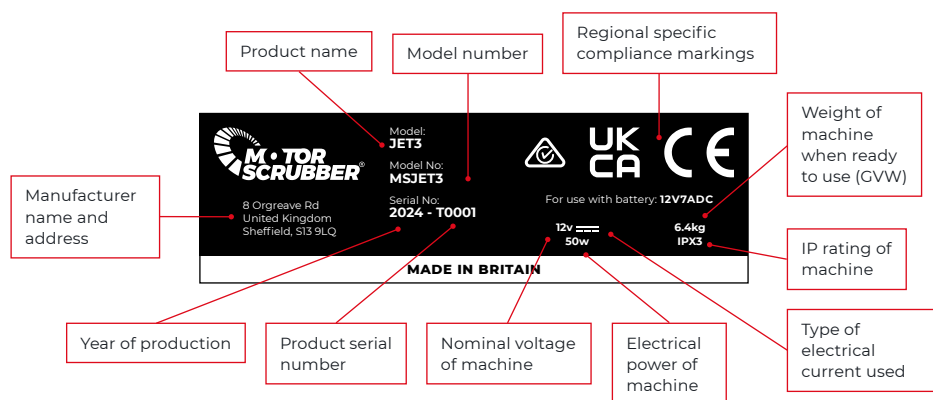 Product name
Model number
Regional specific
compliance markings
Weight of
machine
when ready
to use (GVW)
Manufacturer
name and
address
MOTOR
SCRUBBER®
8 Orgreave Rd
United Kingdom
Sheffield, S13 9LQ
Model:
JET3
Model No:
MSJET3
Serial No:
2024 - T0001
UK
CA
CE
For use with battery: 12V7ADC
12v
50w
6.4kg
IPX3
MADE IN BRITAIN
IP rating of
machine
Year of production
Product serial
number
Nominal voltage
of machine
Electrical
power of
machine
Type of
electrical
current used